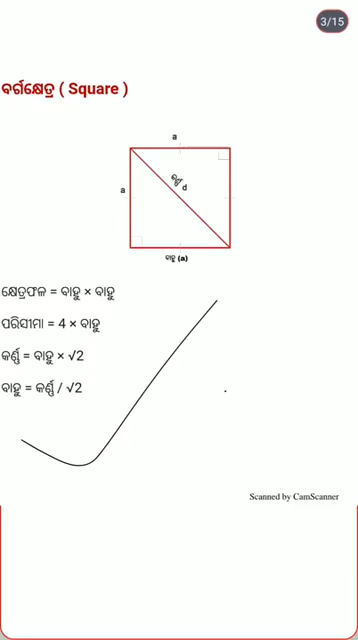 3/15
ବର୍ଗକ୍ଷେତ୍ର ( Square )
a
a
କର୍ଣ୍ଣ d
ବାହୁ (a)
କ୍ଷେତ୍ରଫଳ = ବାହୁ × ବାହୁ
ପରିସୀମା = 4 × ବାହୁ
କର୍ଣ୍ଣ = ବାହୁ × √2
ବାହୁ = କର୍ଣ୍ଣ / √2
Scanned by CamScanner